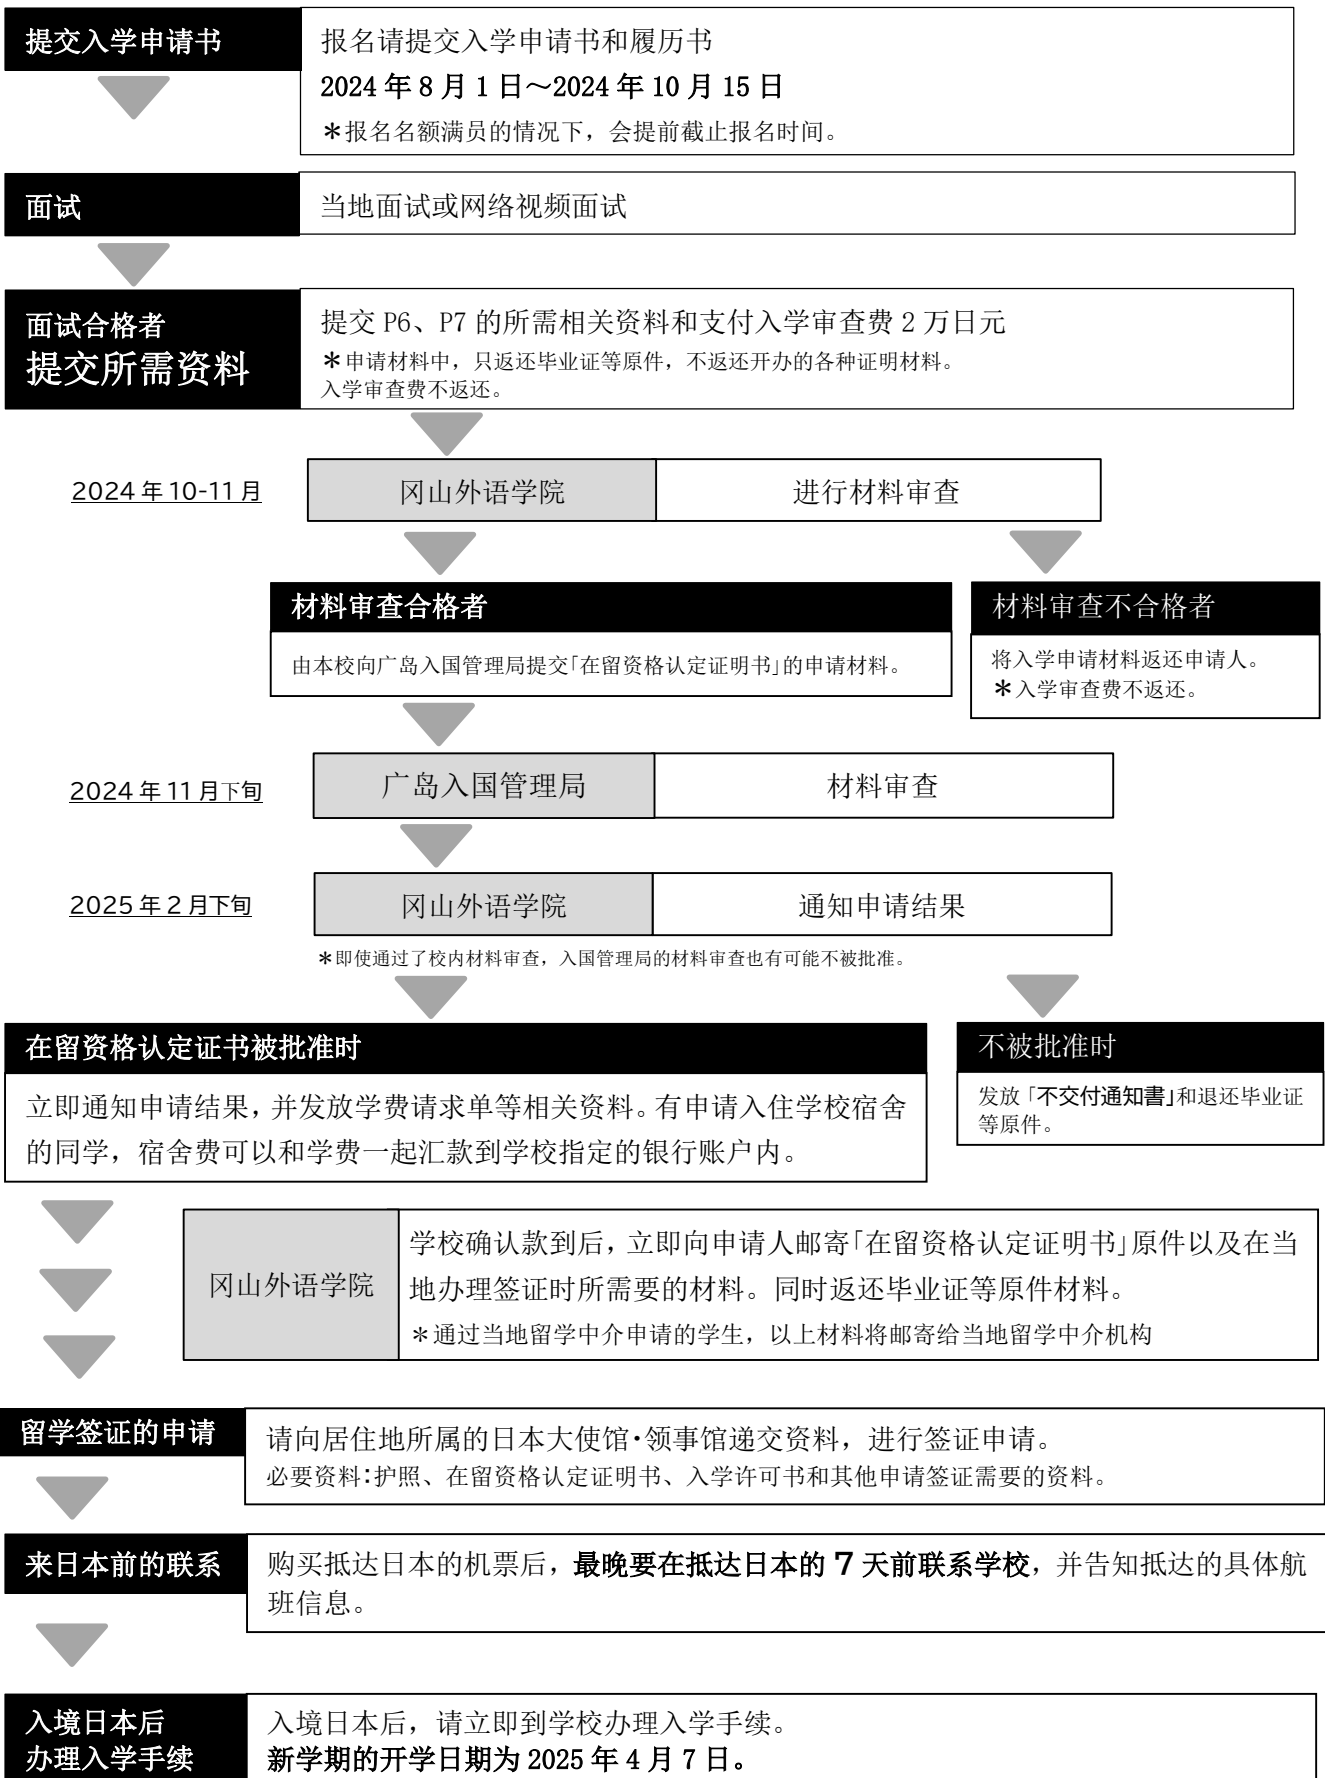 提交入学申请书
报名请提交入学申请书和履历书
2024 年 8 月 1 日～2024 年 10 月 15 日
＊报名名额满员的情况下，会提前截止报名时间。
面试
当地面试或网络视频面试
面试合格者
提交所需资料
提交 P6、P7 的所需相关资料和支付入学审查费 2 万日元
＊申请材料中，只返还毕业证等原件，不返还开办的各种证明材料。
入学审查费不返还。
2024 年 10-11 月
冈山外语学院
进行材料审查
材料审查合格者
由本校向广岛入国管理局提交「在留资格认定证明书」的申请材料。
材料审查不合格者
将入学申请材料返还申请人。
＊入学审查费不返还。
2024 年 11 月下旬
广岛入国管理局
材料审查
2025 年 2 月下旬
冈山外语学院
通知申请结果
＊即使通过了校内材料审查，入国管理局的材料审查也有可能不被批准。
在留资格认定证书被批准时
立即通知申请结果，并发放学费请求单等相关资料。有申请入住学校宿舍
的同学，宿舍费可以和学费一起汇款到学校指定的银行账户内。
不被批准时
发放「不交付通知書」和退还毕业证
等原件。
冈山外语学院
学校确认款到后，立即向申请人邮寄「在留资格认定证明书」原件以及在当
地办理签证时所需要的材料。同时返还毕业证等原件材料。
＊通过当地留学中介申请的学生，以上材料将邮寄给当地留学中介机构
留学签证的申请
请向居住地所属的日本大使馆・领事馆递交资料，进行签证申请。
必要资料：护照、在留资格认定证明书、入学许可书和其他申请签证需要的资料。
来日本前的联系
购买抵达日本的机票后，最晚要在抵达日本的 7 天前联系学校，并告知抵达的具体航
班信息。
入境日本后
办理入学手续
入境日本后，请立即到学校办理入学手续。
新学期的开学日期为 2025 年 4 月 7 日。